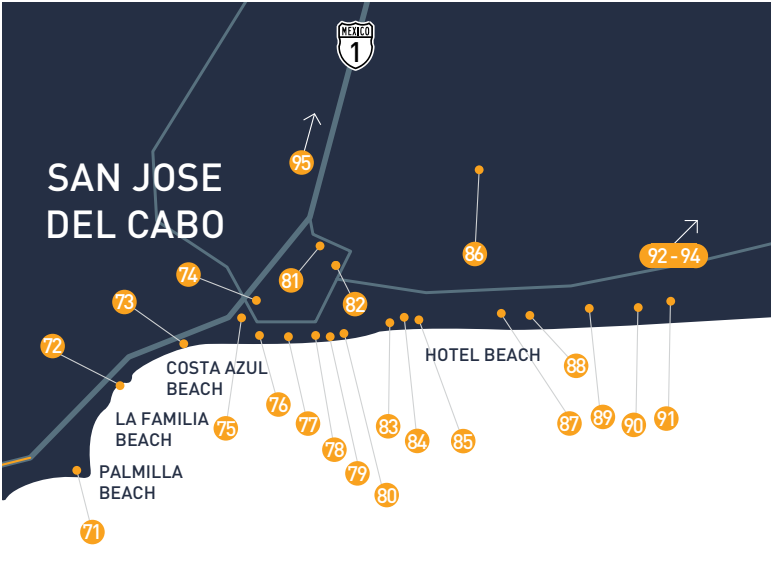 MEXICO
1
95
SAN JOSE
DEL CABO
86
92 - 94
74
81
82
73
72
HOTEL BEACH
COSTA AZUL
BEACH
88
76
LA FAMILIA
BEACH
75
77
83
84
85
87
89
90
91
78
79
80
PALMILLA
BEACH
71